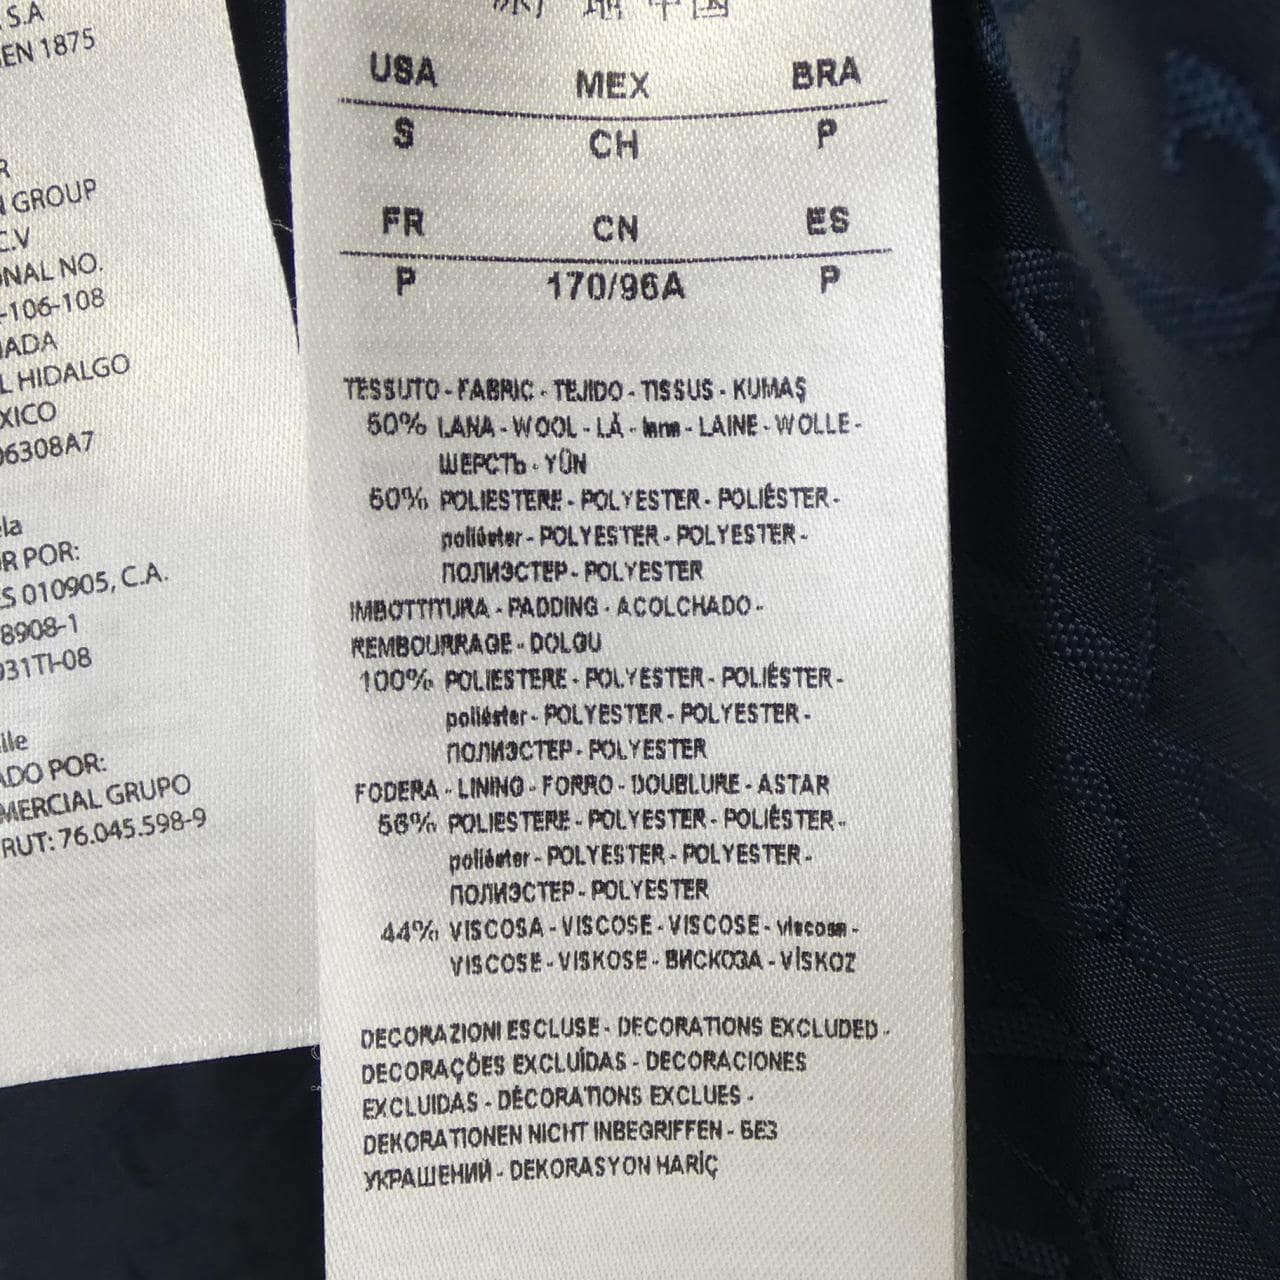 S.A
EN 1875
R
GROUP
C.V
ONAL NO.
-106-108
ADA
L HIDALGO
XICO
06308A7
ela
R POR:
S 010905, C.A.
8908-1
031TI-08
ile
ADO POR:
MERCIAL GRUPO
RUT: 76.045.598-9
中国
USA MEX BRA
S CH P
FR CN ES
P 170/96A P
TESSUTO - FABRIC - TEJIDO - TISSUS - KUMAŞ
50% LANA - WOOL - LÃ - lana - LAINE - WOLLE -
ШЕРСТЬ - YÜN
50% POLIESTERE - POLYESTER - POLIÉSTER -
poliéster - POLYESTER - POLYESTER -
ПОЛИЭСТЕР - POLYESTER
IMBOTTITURA - PADDING - ACOLCHADO -
REMBOURRAGE - DOLGU
100% POLIESTERE - POLYESTER - POLIÉSTER -
poliéster - POLYESTER - POLYESTER -
ПОЛИЭСТЕР - POLYESTER
FODERA - LINING - FORRO - DOUBLURE - ASTAR
56% POLIESTERE - POLYESTER - POLIÉSTER -
poliéster - POLYESTER - POLYESTER -
ПОЛИЭСТЕР - POLYESTER
44% VISCOSA - VISCOSE - VISCOSE - viscosa -
VISCOSE - VISKOSE - ВИСКОЗА - VİSKOZ
DECORAZIONI ESCLUSE - DECORATIONS EXCLUDED -
DECORAÇÕES EXCLUÍDAS - DECORACIONES
EXCLUIDAS - DÉCORATIONS EXCLUES -
DEKORATIONEN NICHT INBEGRIFFEN - БЕЗ
УКРАШЕНИЙ - DEKORASYON HARİÇ